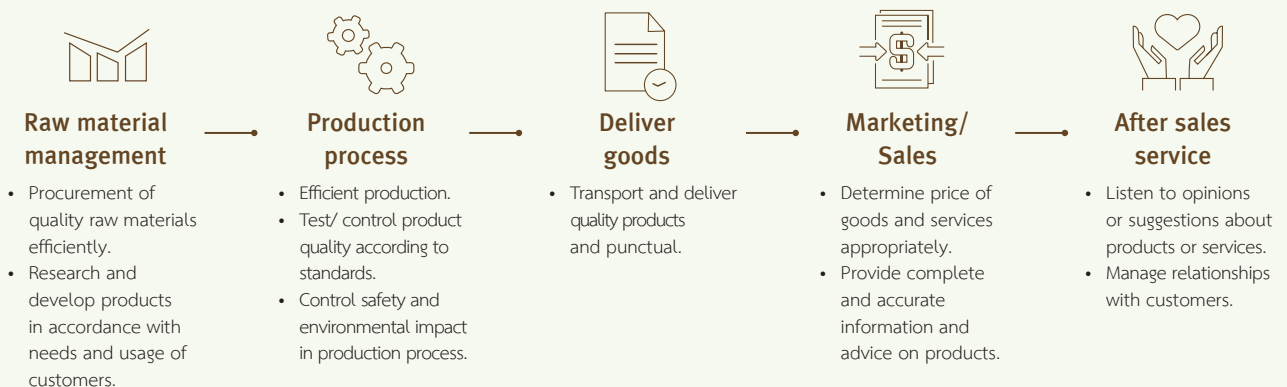 Raw material
management
• Procurement of
quality raw materials
efficiently.
• Research and
develop products
in accordance with
needs and usage of
customers.
Production
process
• Efficient production.
• Test/ control product
quality according to
standards.
• Control safety and
environmental impact
in production process.
Deliver
goods
• Transport and deliver
quality products
and punctual.
$
Marketing/
Sales
• Determine price of
goods and services
appropriately.
• Provide complete
and accurate
information and
advice on products.
After sales
service
• Listen to opinions
or suggestions about
products or services.
• Manage relationships
with customers.